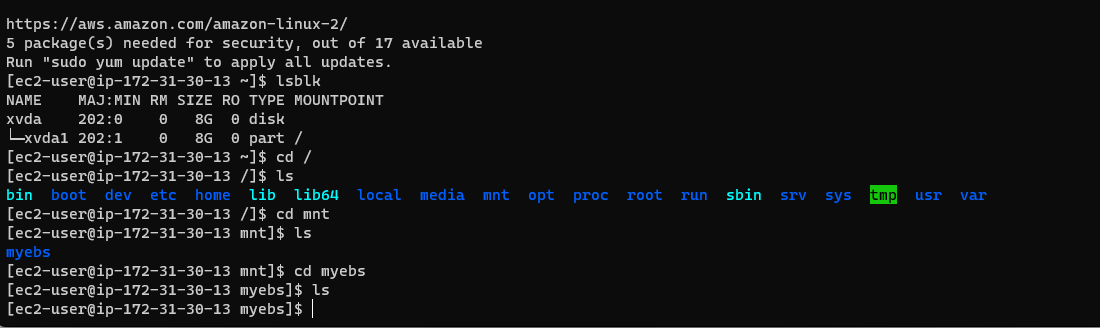 https://aws.amazon.com/amazon-linux-2/
5 package(s) needed for security, out of 17 available
Run "sudo yum update" to apply all updates.
[ec2-user@ip-172-31-30-13 ~]$ lsblk
NAME    MAJ:MIN RM SIZE RO TYPE MOUNTPOINT
xvda    202:0    0   8G  0 disk
└─xvda1 202:1    0   8G  0 part /
[ec2-user@ip-172-31-30-13 ~]$ cd /
[ec2-user@ip-172-31-30-13 /]$ ls
bin  boot  dev  etc  home  lib  lib64  local  media  mnt  opt  proc  root  run  sbin  srv  sys  tmp  usr  var
[ec2-user@ip-172-31-30-13 /]$ cd mnt
[ec2-user@ip-172-31-30-13 mnt]$ ls
myebs
[ec2-user@ip-172-31-30-13 mnt]$ cd myebs
[ec2-user@ip-172-31-30-13 myebs]$ ls
[ec2-user@ip-172-31-30-13 myebs]$